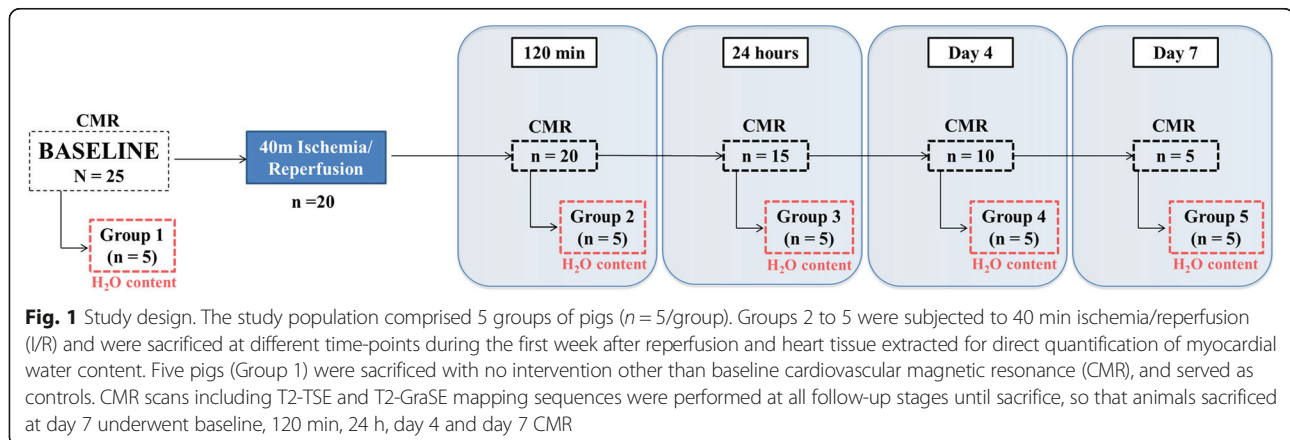 120 min
24 hours
Day 4
Day 7
CMR
BASELINE
N = 25
40m Ischemia/
Reperfusion
n =20
CMR
n = 20
CMR
n = 15
CMR
n = 10
CMR
n = 5
Group 1
(n = 5)
H₂O content
Group 2
(n = 5)
H₂O content
Group 3
(n = 5)
H₂O content
Group 4
(n = 5)
H₂O content
Group 5
(n = 5)
H₂O content
Fig. 1 Study design. The study population comprised 5 groups of pigs (n = 5/group). Groups 2 to 5 were subjected to 40 min ischemia/reperfusion
(I/R) and were sacrificed at different time-points during the first week after reperfusion and heart tissue extracted for direct quantification of myocardial
water content. Five pigs (Group 1) were sacrificed with no intervention other than baseline cardiovascular magnetic resonance (CMR), and served as
controls. CMR scans including T2-TSE and T2-GraSE mapping sequences were performed at all follow-up stages until sacrifice, so that animals sacrificed
at day 7 underwent baseline, 120 min, 24 h, day 4 and day 7 CMR